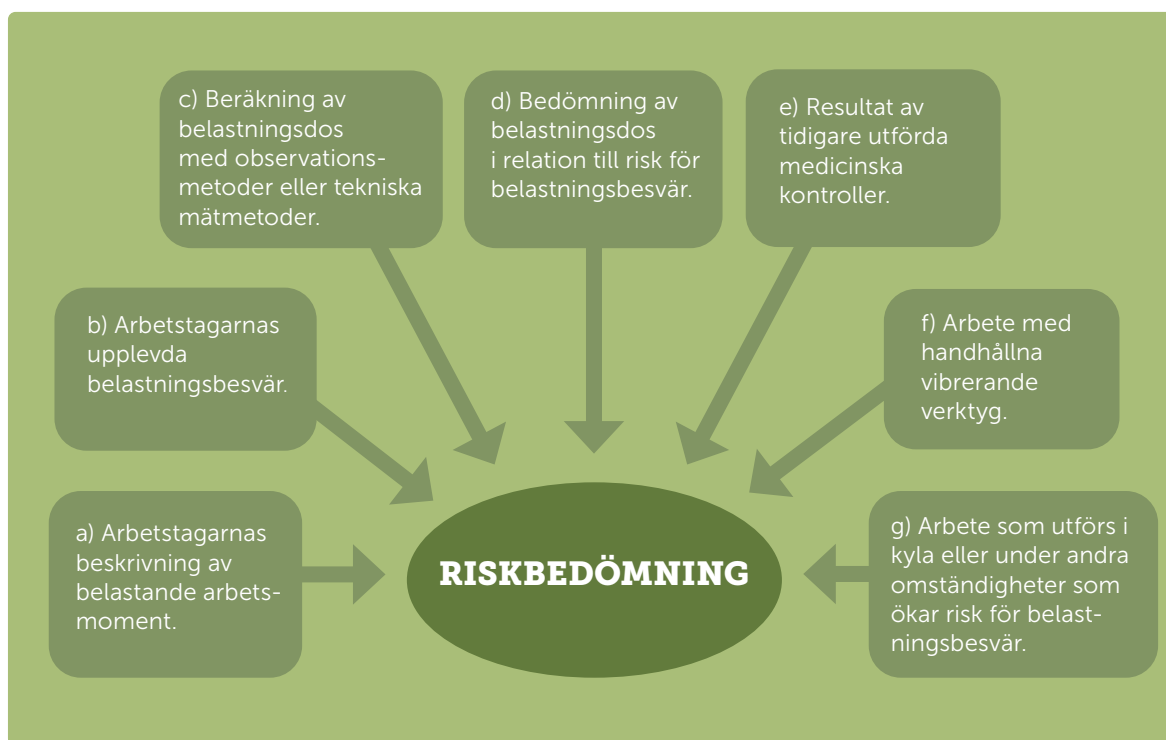 a) Arbetstagarnas
beskrivning av
belastande arbets-
moment.
b) Arbetstagarnas
upplevda
belastningsbesvär.
c) Beräkning av
belastningsdos
med observations-
metoder eller tekniska
mätmetoder.
d) Bedömning av
belastningsdos
i relation till risk för
belastningsbesvär.
e) Resultat av
tidigare utförda
medicinska
kontroller.
f) Arbete med
handhållna
vibrerande
verktyg.
g) Arbete som utförs i
kyla eller under andra
omständigheter som
ökar risk för belast-
ningsbesvär.
RISKBEDÖMNING